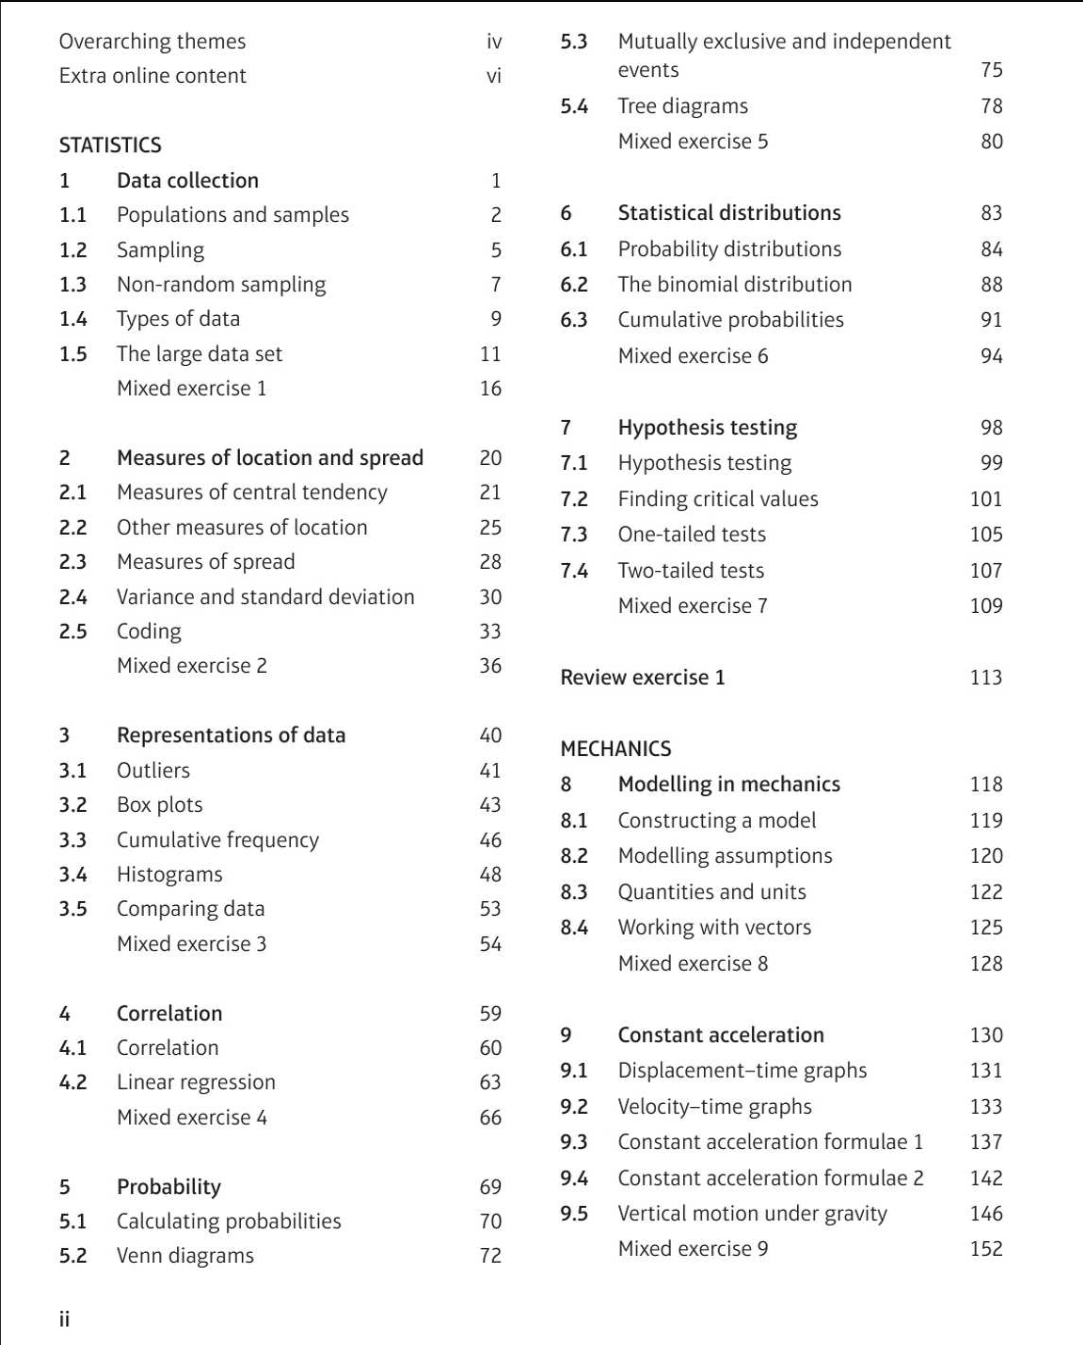 Overarching themes iv
Extra online content vi
STATISTICS
1 Data collection 1
1.1 Populations and samples 2
1.2 Sampling 5
1.3 Non-random sampling 7
1.4 Types of data 9
1.5 The large data set 11
Mixed exercise 1 16
2 Measures of location and spread 20
2.1 Measures of central tendency 21
2.2 Other measures of location 25
2.3 Measures of spread 28
2.4 Variance and standard deviation 30
2.5 Coding 33
Mixed exercise 2 36
3 Representations of data 40
3.1 Outliers 41
3.2 Box plots 43
3.3 Cumulative frequency 46
3.4 Histograms 48
3.5 Comparing data 53
Mixed exercise 3 54
4 Correlation 59
4.1 Correlation 60
4.2 Linear regression 63
Mixed exercise 4 66
5 Probability 69
5.1 Calculating probabilities 70
5.2 Venn diagrams 72
5.3 Mutually exclusive and independent
events 75
5.4 Tree diagrams 78
Mixed exercise 5 80
6 Statistical distributions 83
6.1 Probability distributions 84
6.2 The binomial distribution 88
6.3 Cumulative probabilities 91
Mixed exercise 6 94
7 Hypothesis testing 98
7.1 Hypothesis testing 99
7.2 Finding critical values 101
7.3 One-tailed tests 105
7.4 Two-tailed tests 107
Mixed exercise 7 109
Review exercise 1 113
MECHANICS
8 Modelling in mechanics 118
8.1 Constructing a model 119
8.2 Modelling assumptions 120
8.3 Quantities and units 122
8.4 Working with vectors 125
Mixed exercise 8 128
9 Constant acceleration 130
9.1 Displacement–time graphs 131
9.2 Velocity–time graphs 133
9.3 Constant acceleration formulae 1 137
9.4 Constant acceleration formulae 2 142
9.5 Vertical motion under gravity 146
Mixed exercise 9 152
ii